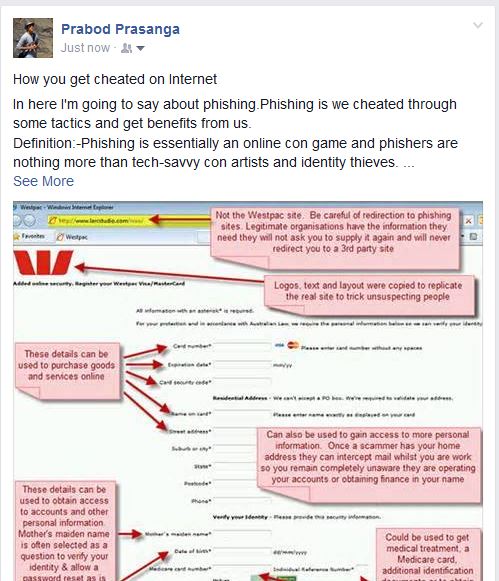 Prabod Prasanga
Just now
How you get cheated on Internet
In here I'm going to say about phishing.Phishing is we cheated through
some tactics and get benefits from us.
Definition:-Phishing is essentially an online con game and phishers are
nothing more than tech-savvy con artists and identity thieves. ...
See More
Westpac - Windows Internet Explorer
Favorites
Westpac
Not the Westpac site. Be careful of redirection to phishing
sites. Legitimate organisations have the information they
need they will not ask you to supply it again and will never
redirect you to a 3rd party site
Added online security. Register your Westpac Visa/MasterCard
Logos, text and layout were copied to replicate
the real site to trick unsuspecting people
All information with an asterisk* is required.
For your protection and in accordance with Australian Law, we require the personal information below so we can verify your identity
These details can be
used to purchase goods
and services online
Card number*
VISA
Please enter card number without any spaces
Expiration date*
mm/yy
Card security code*
Residential Address - We can't accept a PO box. We're required to validate your address.
Name on card*
Please enter name exactly as displayed on your card
Street address*
Suburb or city*
State*
Postcode*
Phone*
Can also be used to gain access to more personal
information. Once a scammer has your home
address they can intercept mail whilst you are work
so you remain completely unaware they are operating
your accounts or obtaining finance in your name
These details can be
used to obtain access
to accounts and other
personal information.
Mother's maiden name
is often selected as a
question to verify your
identity & allow a
password reset as is
Verify your Identity - Please provide this security information.
Mother's maiden name*
Date of birth*
dd/mm/yyyy
Medicare card number*
Individual Reference Number*
Could be used to get
medical treatment, a
Medicare card,
additional identification